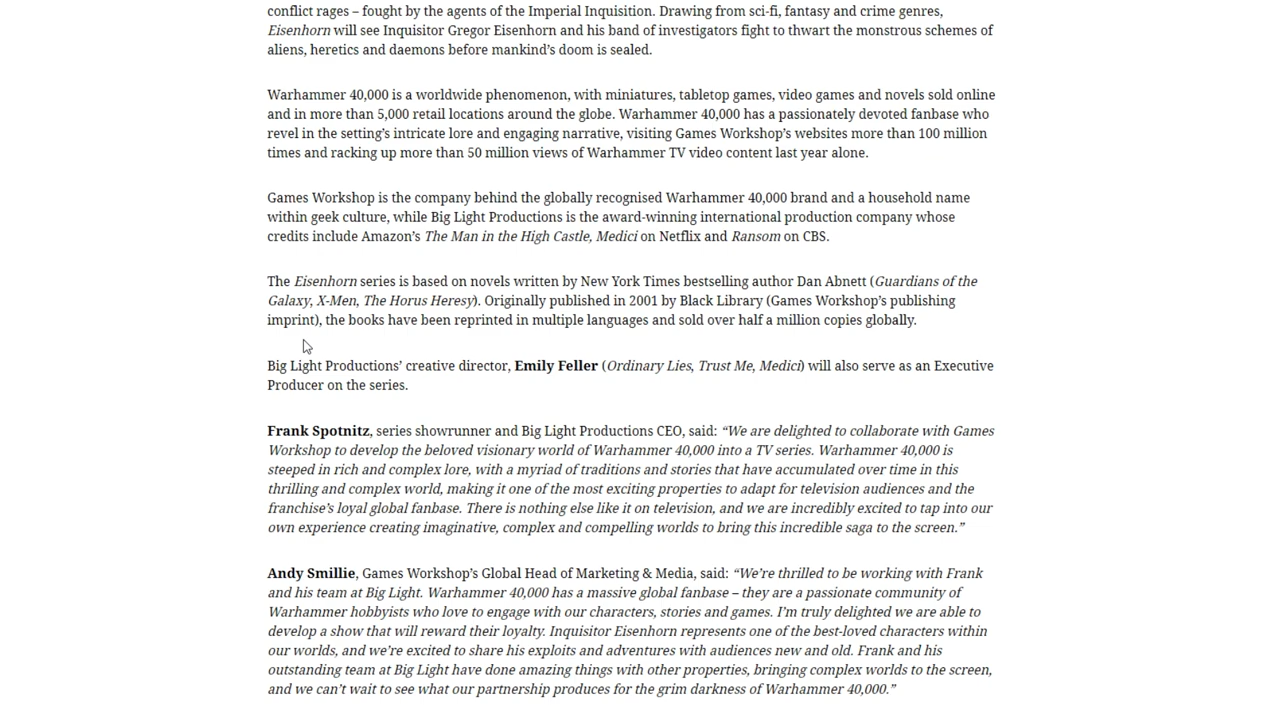 conflict rages – fought by the agents of the Imperial Inquisition. Drawing from sci-fi, fantasy and crime genres,
Eisenhorn will see Inquisitor Gregor Eisenhorn and his band of investigators fight to thwart the monstrous schemes of
aliens, heretics and daemons before mankind’s doom is sealed.
Warhammer 40,000 is a worldwide phenomenon, with miniatures, tabletop games, video games and novels sold online
and in more than 5,000 retail locations around the globe. Warhammer 40,000 has a passionately devoted fanbase who
revel in the setting’s intricate lore and engaging narrative, visiting Games Workshop’s websites more than 100 million
times and racking up more than 50 million views of Warhammer TV video content last year alone.
Games Workshop is the company behind the globally recognised Warhammer 40,000 brand and a household name
within geek culture, while Big Light Productions is the award-winning international production company whose
credits include Amazon’s The Man in the High Castle, Medici on Netflix and Ransom on CBS.
The Eisenhorn series is based on novels written by New York Times bestselling author Dan Abnett (Guardians of the
Galaxy, X-Men, The Horus Heresy). Originally published in 2001 by Black Library (Games Workshop’s publishing
imprint), the books have been reprinted in multiple languages and sold over half a million copies globally.
Big Light Productions’ creative director, Emily Feller (Ordinary Lies, Trust Me, Medici) will also serve as an Executive
Producer on the series.
Frank Spotnitz, series showrunner and Big Light Productions CEO, said: “We are delighted to collaborate with Games
Workshop to develop the beloved visionary world of Warhammer 40,000 into a TV series. Warhammer 40,000 is
steeped in rich and complex lore, with a myriad of traditions and stories that have accumulated over time in this
thrilling and complex world, making it one of the most exciting properties to adapt for television audiences and the
franchise’s loyal global fanbase. There is nothing else like it on television, and we are incredibly excited to tap into our
own experience creating imaginative, complex and compelling worlds to bring this incredible saga to the screen.”
Andy Smillie, Games Workshop’s Global Head of Marketing & Media, said: “We’re thrilled to be working with Frank
and his team at Big Light. Warhammer 40,000 has a massive global fanbase – they are a passionate community of
Warhammer hobbyists who love to engage with our characters, stories and games. I’m truly delighted we are able to
develop a show that will reward their loyalty. Inquisitor Eisenhorn represents one of the best-loved characters within
our worlds, and we’re excited to share his exploits and adventures with audiences new and old. Frank and his
outstanding team at Big Light have done amazing things with other properties, bringing complex worlds to the screen,
and we can’t wait to see what our partnership produces for the grim darkness of Warhammer 40,000.”